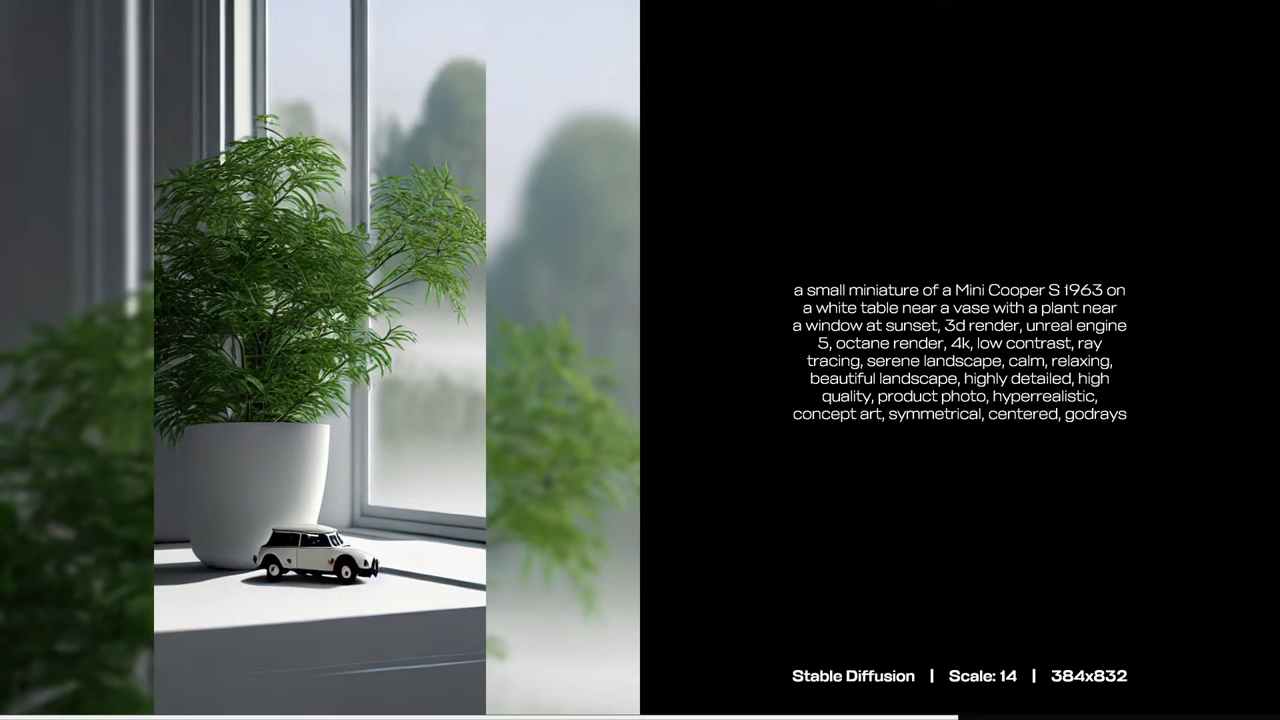 a small miniature of a Mini Cooper S 1963 on
a white table near a vase with a plant near
a window at sunset, 3d render, unreal engine
5, octane render, 4k, low contrast, ray
tracing, serene landscape, calm, relaxing,
beautiful landscape, highly detailed, high
quality, product photo, hyperrealistic,
concept art, symmetrical, centered, godrays
Stable Diffusion | Scale: 14 | 384x832